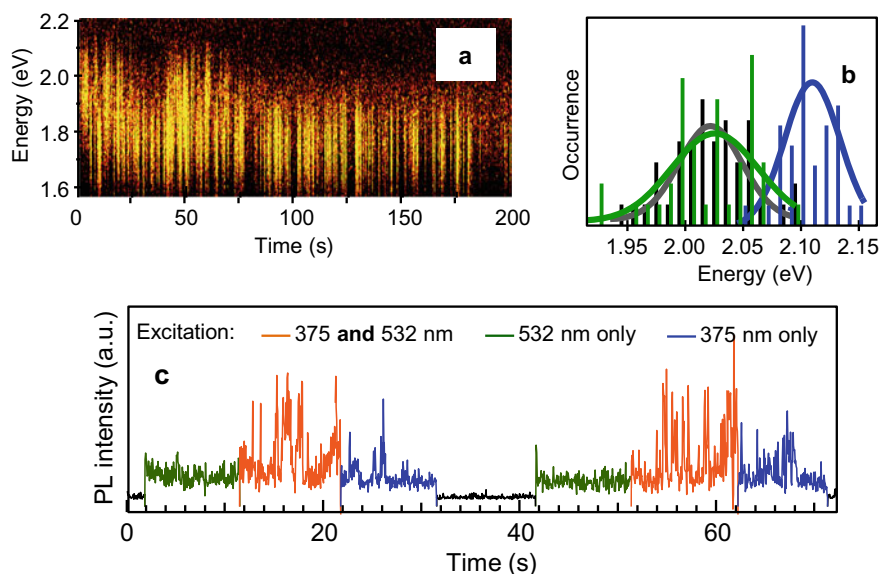 2.2
2.0
1.8
1.6
Energy (eV)
a
0 50 100 150 200
Time (s)
Occurrence
b
1.95 2.00 2.05 2.10 2.15
Energy (eV)
PL intensity (a.u.)
Excitation: 375 and 532 nm 532 nm only 375 nm only
c
0 20 40 60
Time (s)